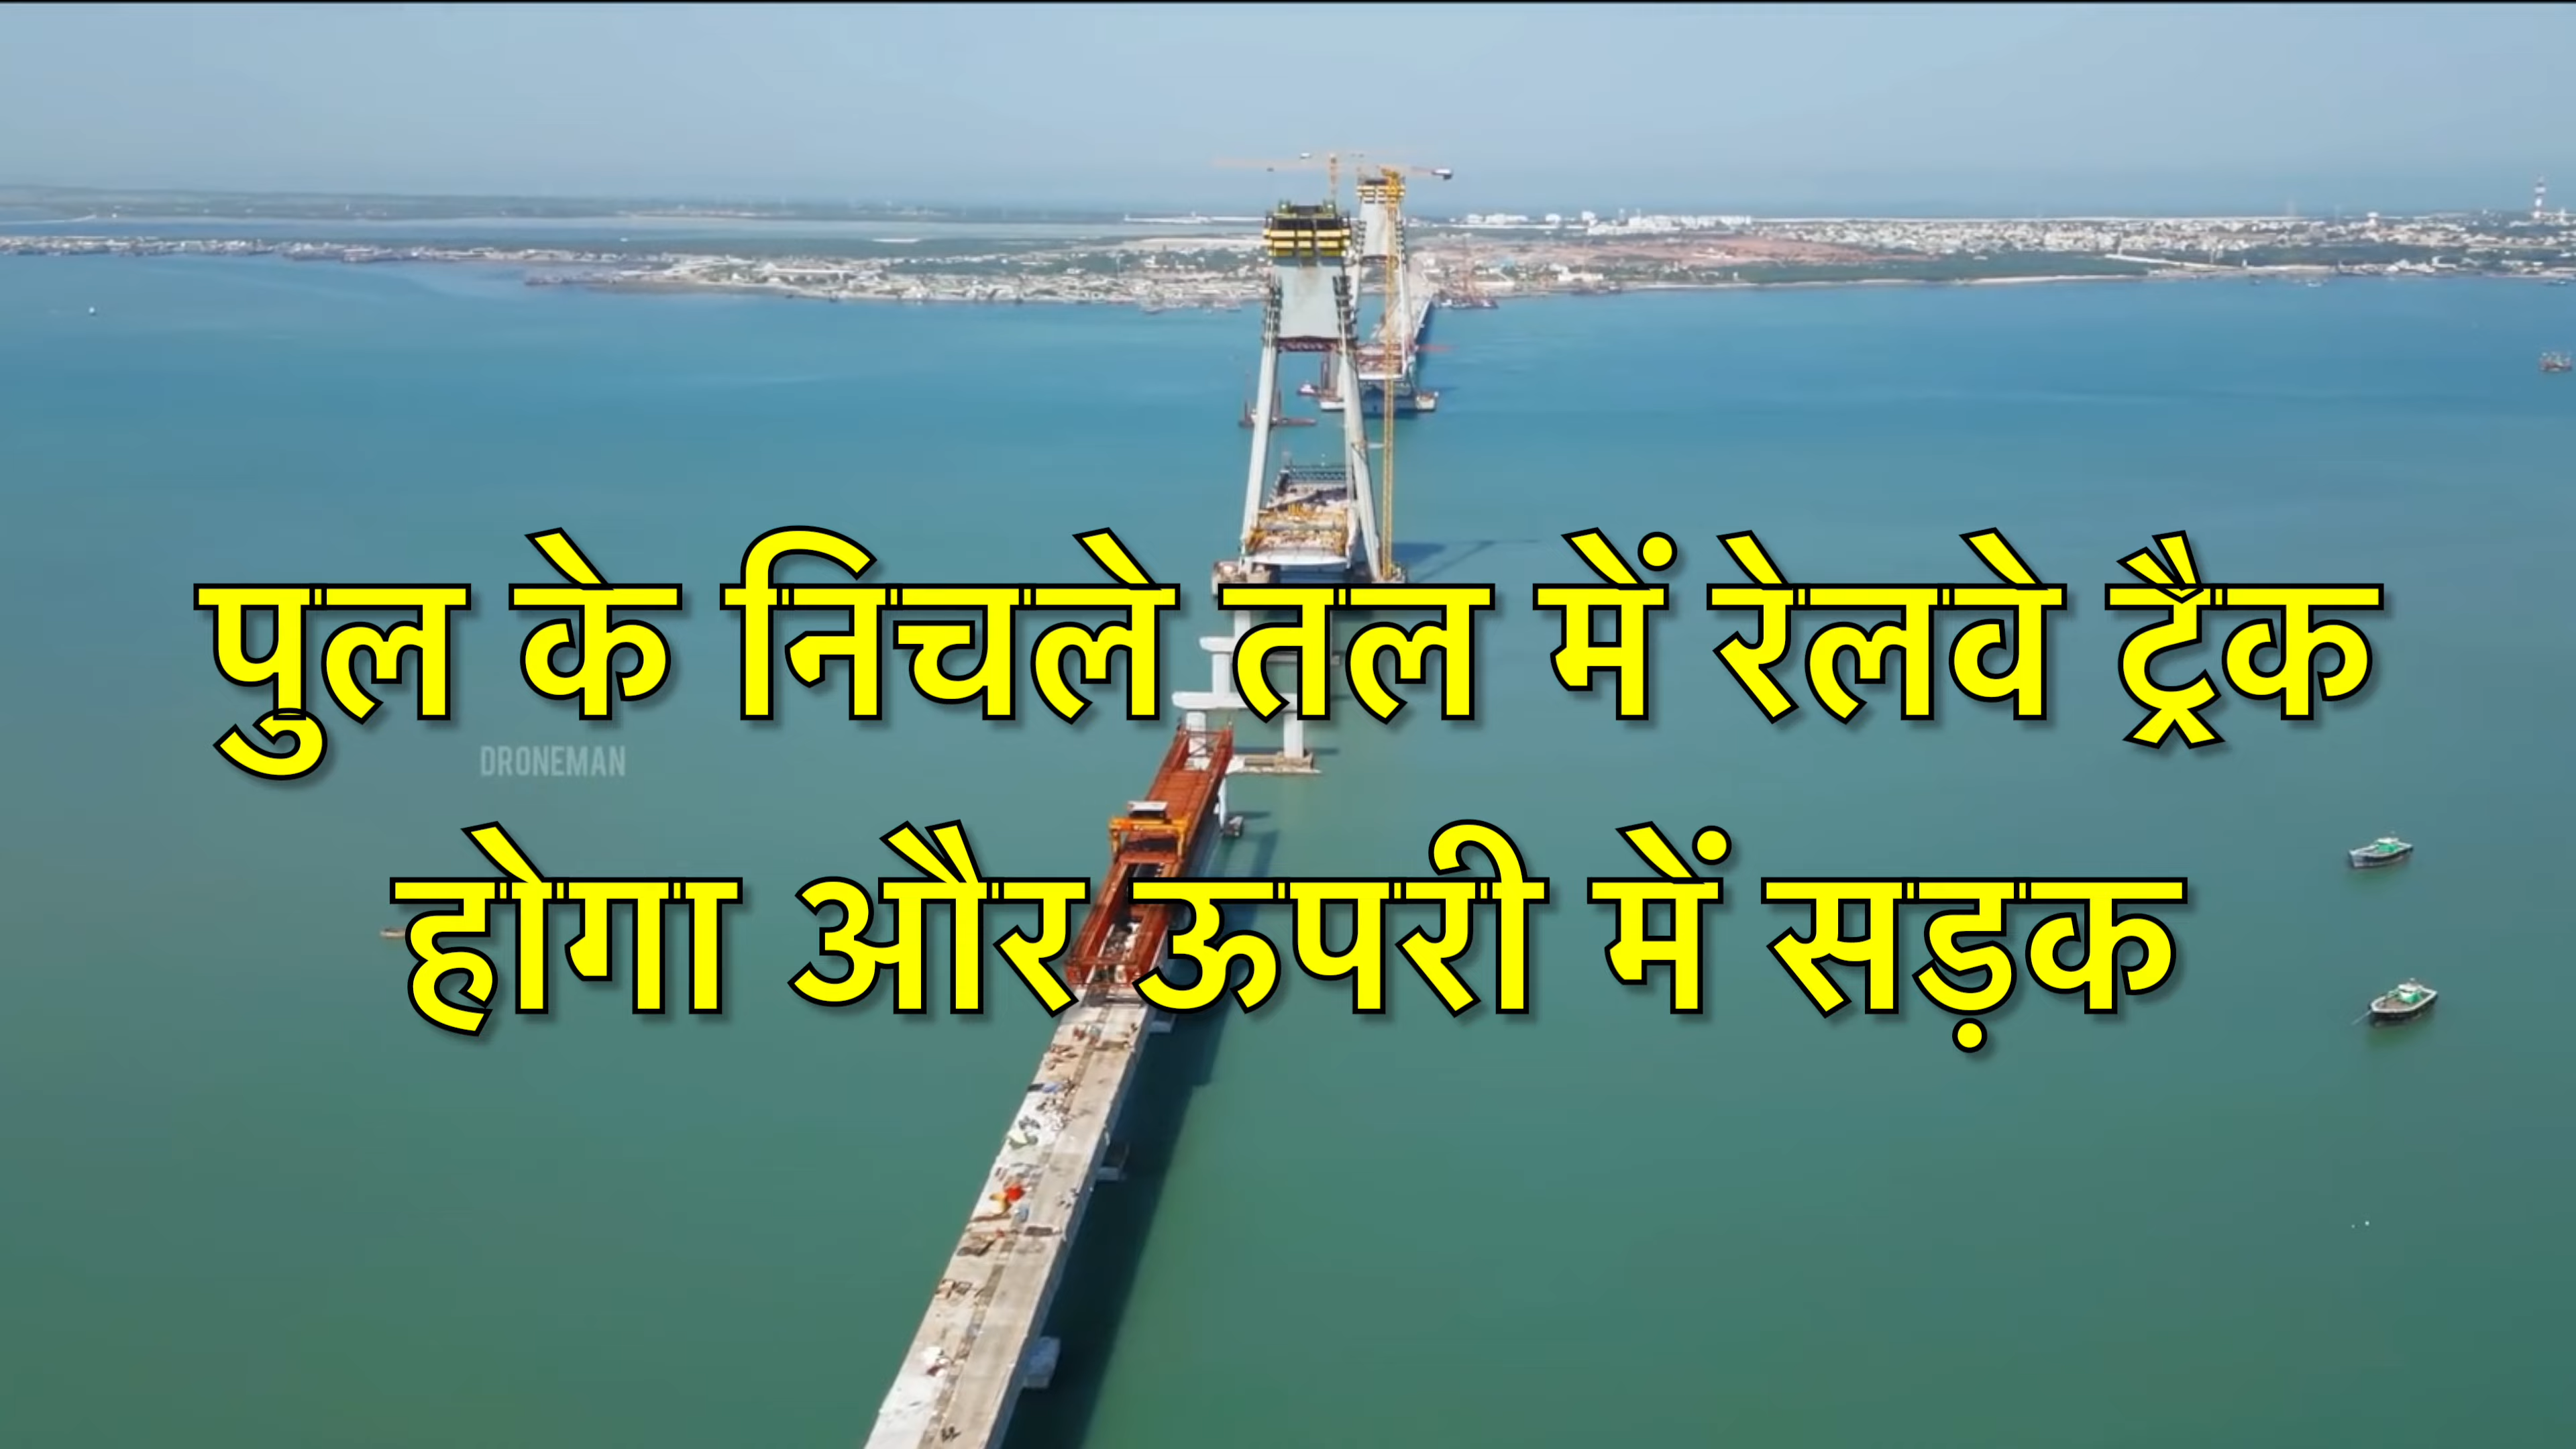 पुल के निचले तल में रेलवे ट्रैक
DRONEMAN
होगा और ऊपरी में सड़क